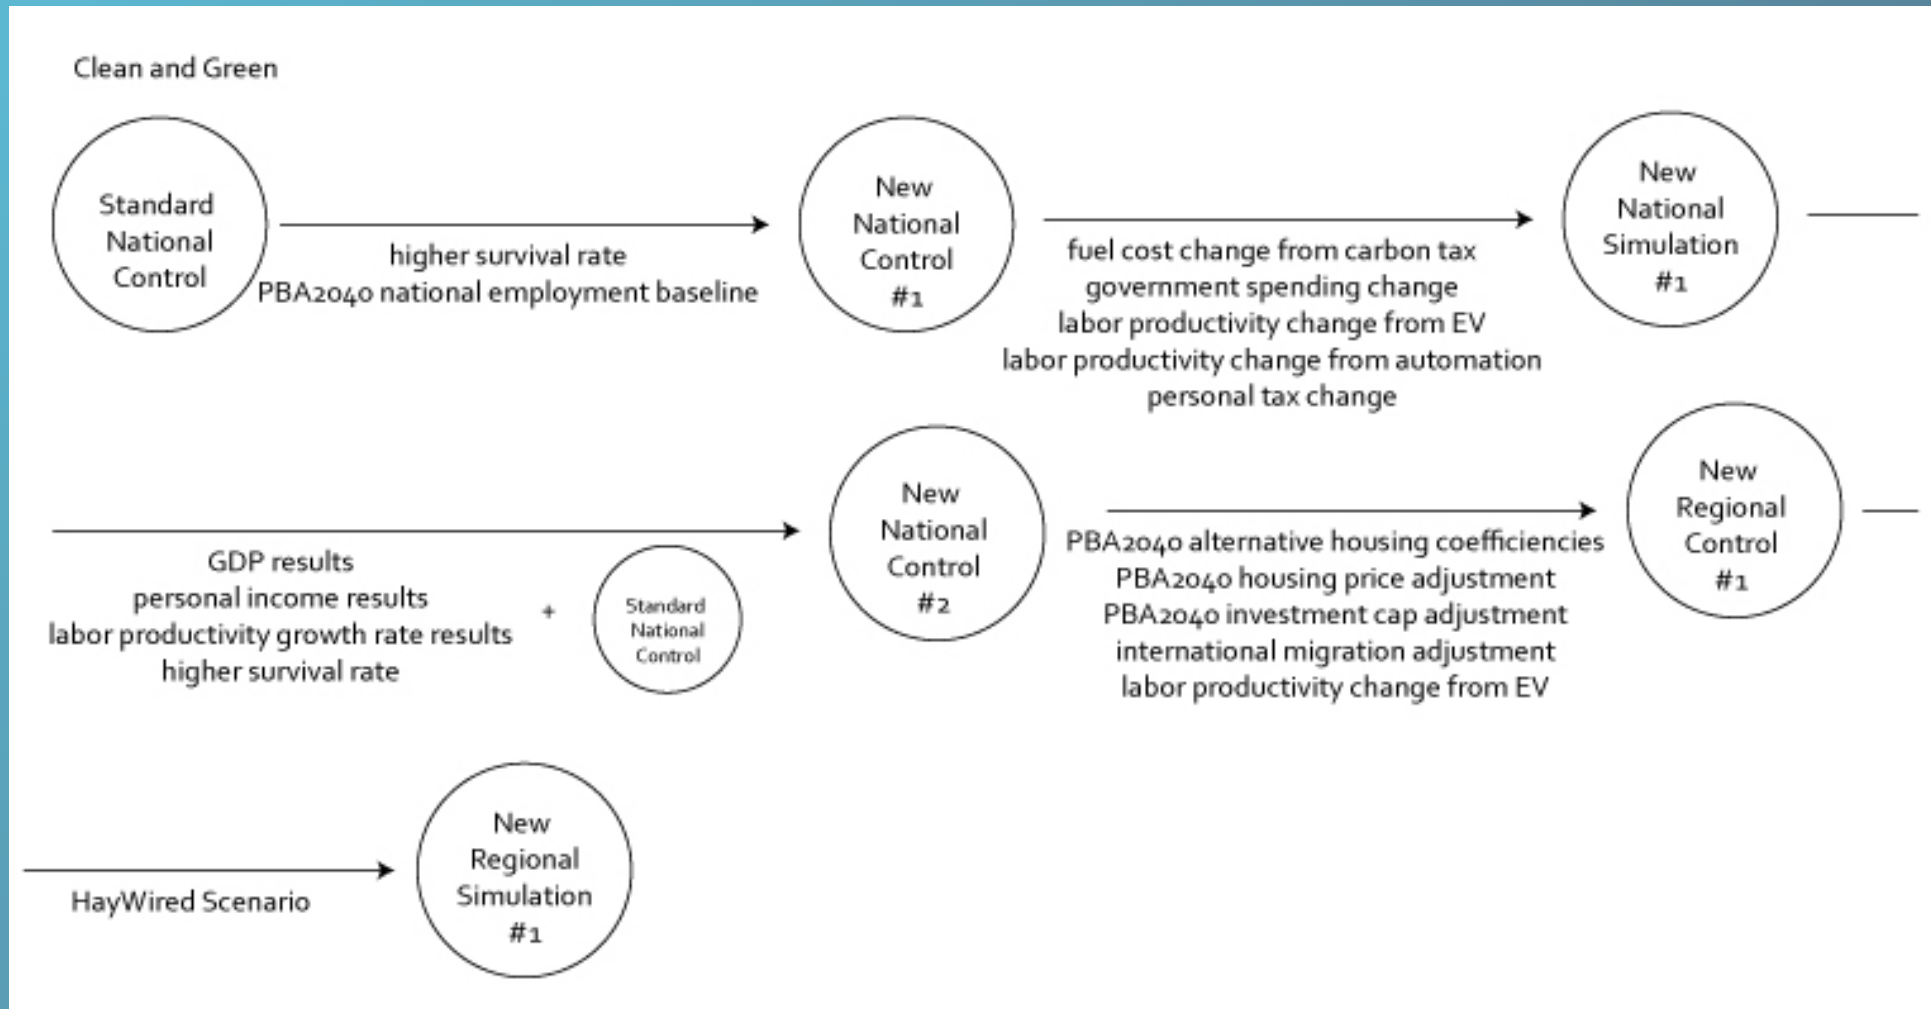 Clean and Green
Standard
National
Control
higher survival rate
PBA2040 national employment baseline
New
National
Control
#1
fuel cost change from carbon tax
government spending change
labor productivity change from EV
labor productivity change from automation
personal tax change
New
National
Simulation
#1
GDP results
personal income results
labor productivity growth rate results
higher survival rate
+
Standard
National
Control
New
National
Control
#2
PBA2040 alternative housing coefficiencies
PBA2040 housing price adjustment
PBA2040 investment cap adjustment
international migration adjustment
labor productivity change from EV
New
Regional
Control
#1
HayWired Scenario
New
Regional
Simulation
#1